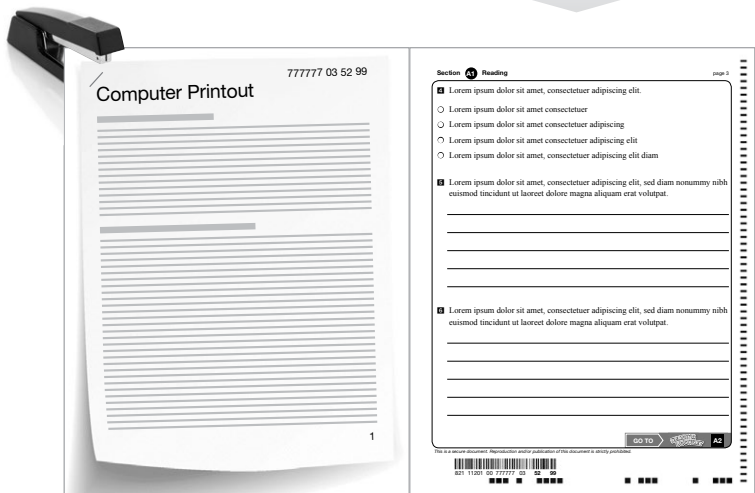 777777 03 52 99
Computer Printout
1
Section A1 Reading
page 3
4 Lorem ipsum dolor sit amet, consectetuer adipiscing elit.
Lorem ipsum dolor sit amet consectetuer
Lorem ipsum dolor sit amet consectetuer adipiscing
Lorem ipsum dolor sit amet, consectetuer adipiscing elit
Lorem ipsum dolor sit amet, consectetuer adipiscing elit diam
5 Lorem ipsum dolor sit amet, consectetuer adipiscing elit, sed diam nonummy nibh
euismod tincidunt ut laoreet dolore magna aliquam erat volutpat.
6 Lorem ipsum dolor sit amet, consectetuer adipiscing elit, sed diam nonummy nibh
euismod tincidunt ut laoreet dolore magna aliquam erat volutpat.
GO TO A2
This is a secure document. Reproduction and/or publication of this document is strictly prohibited.
821 11201 00 777777 03 52 99